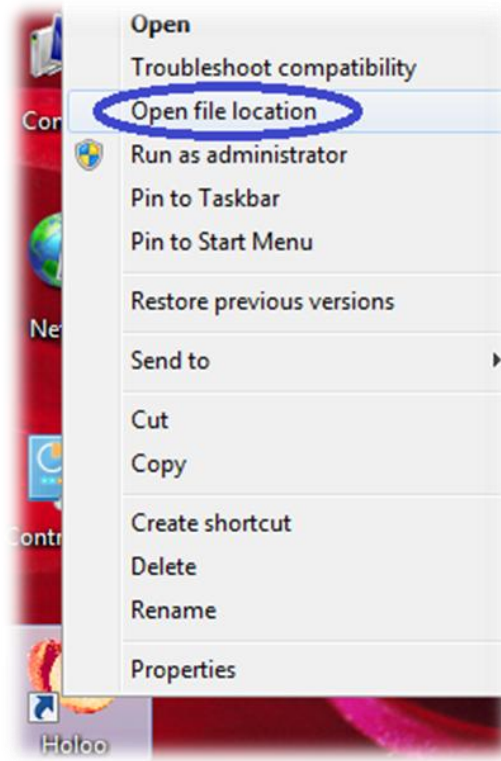 Open
Troubleshoot compatibility
Open file location
Run as administrator
Pin to Taskbar
Pin to Start Menu
Restore previous versions
Send to
Cut
Copy
Create shortcut
Delete
Rename
Properties
Holoo